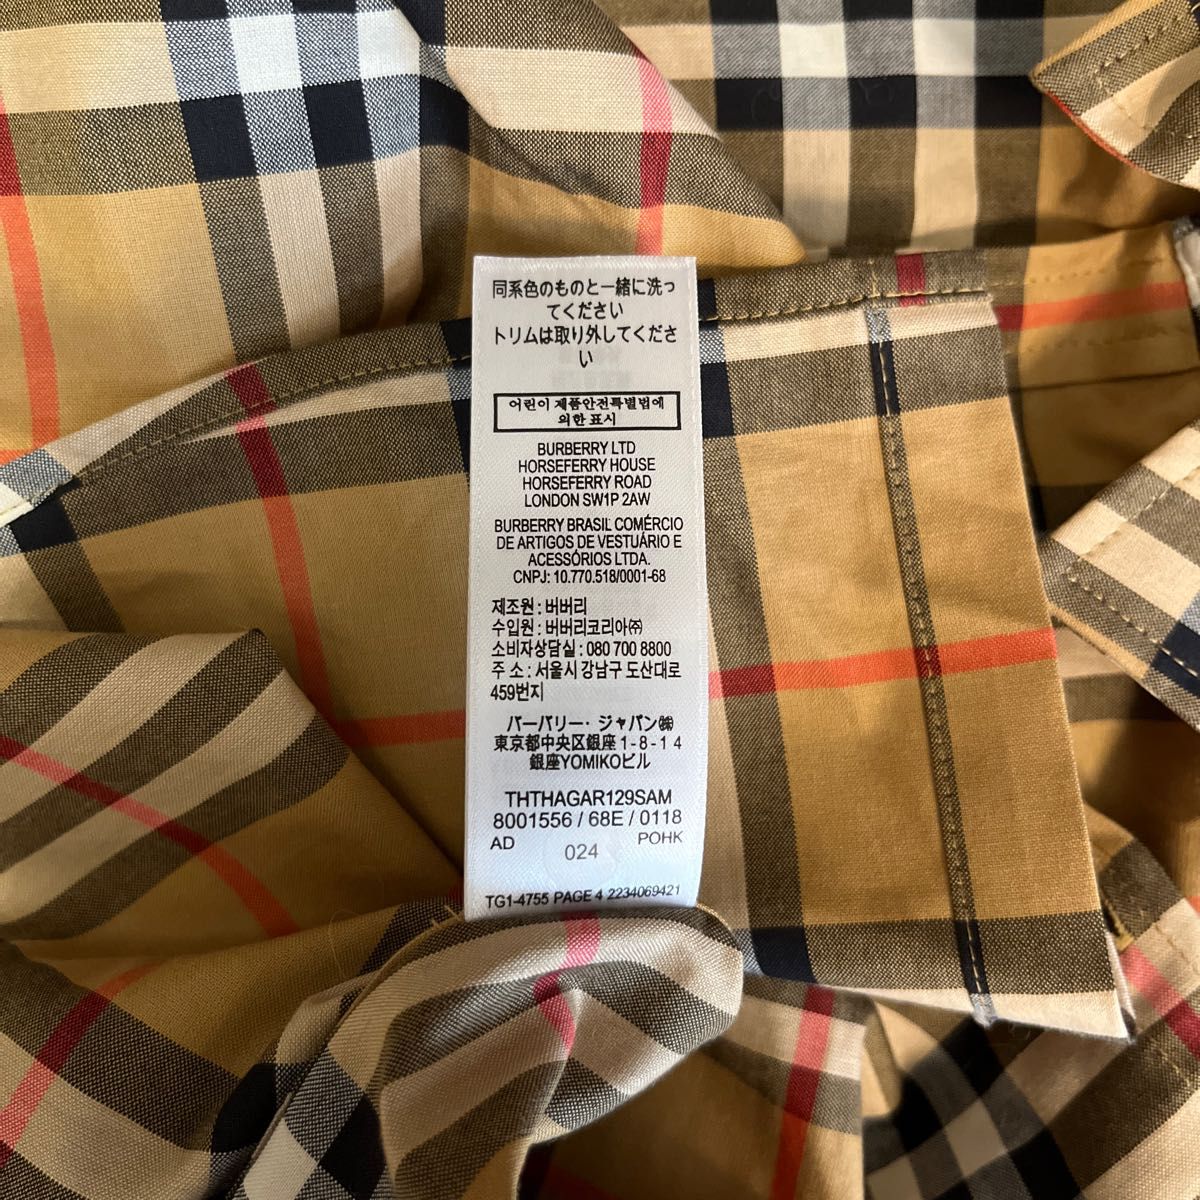 同系色のものと一緒に洗っ
てください
トリムは取り外してくださ
い
어린이 제품안전특별법에
의한 표시
BURBERRY LTD
HORSEFERRY HOUSE
HORSEFERRY ROAD
LONDON SW1P 2AW
BURBERRY BRASIL COMÉRCIO
DE ARTIGOS DE VESTUÁRIO E
ACESSÓRIOS LTDA.
CNPJ: 10.770.518/0001-68
제조원 : 버버리
수입원 : 버버리코리아㈜
소비자상담실 : 080 700 8800
주 소 : 서울시 강남구 도산대로
459번지
バーバリー・ジャパン㈱
東京都中央区銀座1-8-14
銀座YOMIKOビル
THTHAGAR129SAM
8001556 / 68E / 0118
AD 024 POHK
TG1-4755 PAGE 4 2234069421